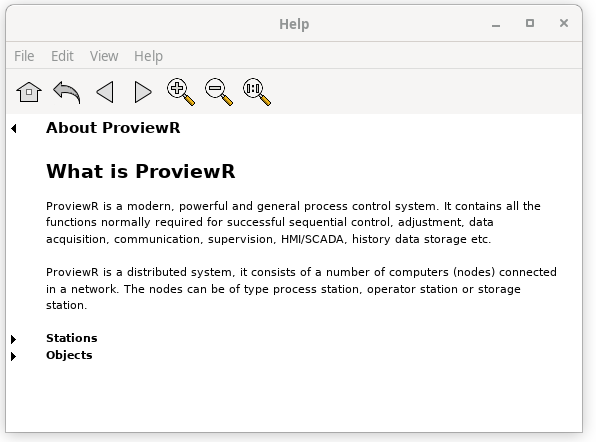 Help
File Edit View Help
About ProviewR
What is ProviewR
ProviewR is a modern, powerful and general process control system. It contains all the
functions normally required for successful sequential control, adjustment, data
acquisition, communication, supervision, HMI/SCADA, history data storage etc.
ProviewR is a distributed system, it consists of a number of computers (nodes) connected
in a network. The nodes can be of type process station, operator station or storage
station.
Stations
Objects